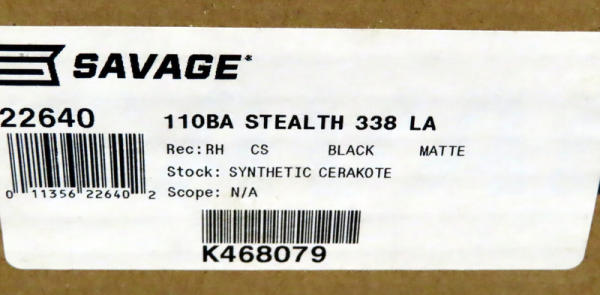 SAVAGE
22640 110BA STEALTH 338 LA
Rec:RH CS BLACK MATTE
Stock: SYNTHETIC CERAKOTE
0 11356 22640 2 Scope: N/A
K468079